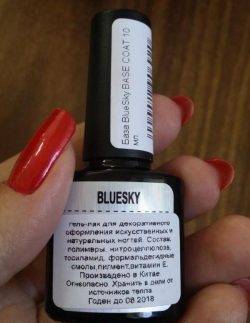 База BlueSky BASE COAT 10
мл
BLUESKY
Гель-лак для декоративного
оформления искусственных и
натуральных ногтей. Состав:
полимеры, нитроцеллюлоза,
тосиламид, формальдегидные
смолы,пигмент,витамин Е.
Произведено в Китае.
Огнеопасно. Хранить в дали от
источников тепла.
Годен до 08.2018